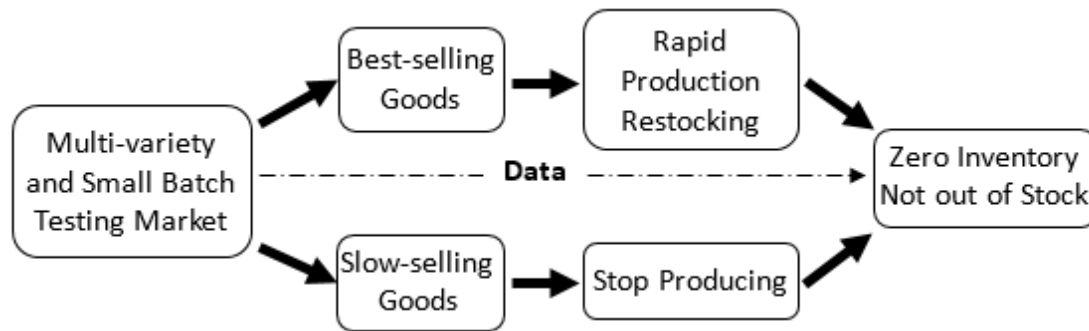 Multi-variety
and Small Batch
Testing Market
Best-selling
Goods
Rapid
Production
Restocking
Data
Slow-selling
Goods
Stop Producing
Zero Inventory
Not out of Stock